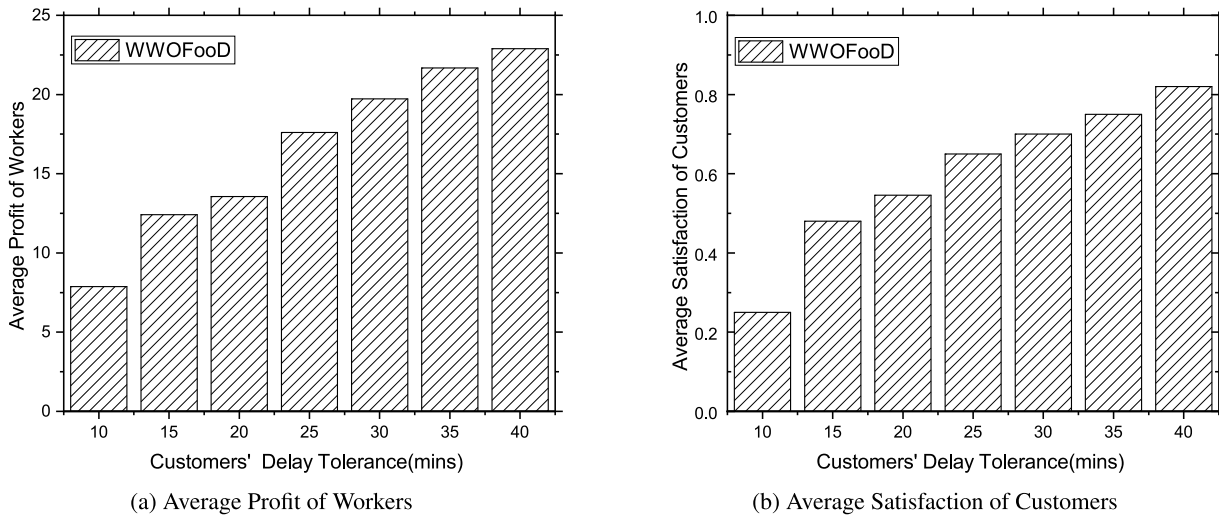 25
20
15
10
5
0
Average Profit of Workers
WWOFooD
10 15 20 25 30 35 40
Customers' Delay Tolerance(mins)
(a) Average Profit of Workers
1.0
0.8
0.6
0.4
0.2
0.0
Average Satisfaction of Customers
WWOFooD
10 15 20 25 30 35 40
Customers' Delay Tolerance(mins)
(b) Average Satisfaction of Customers